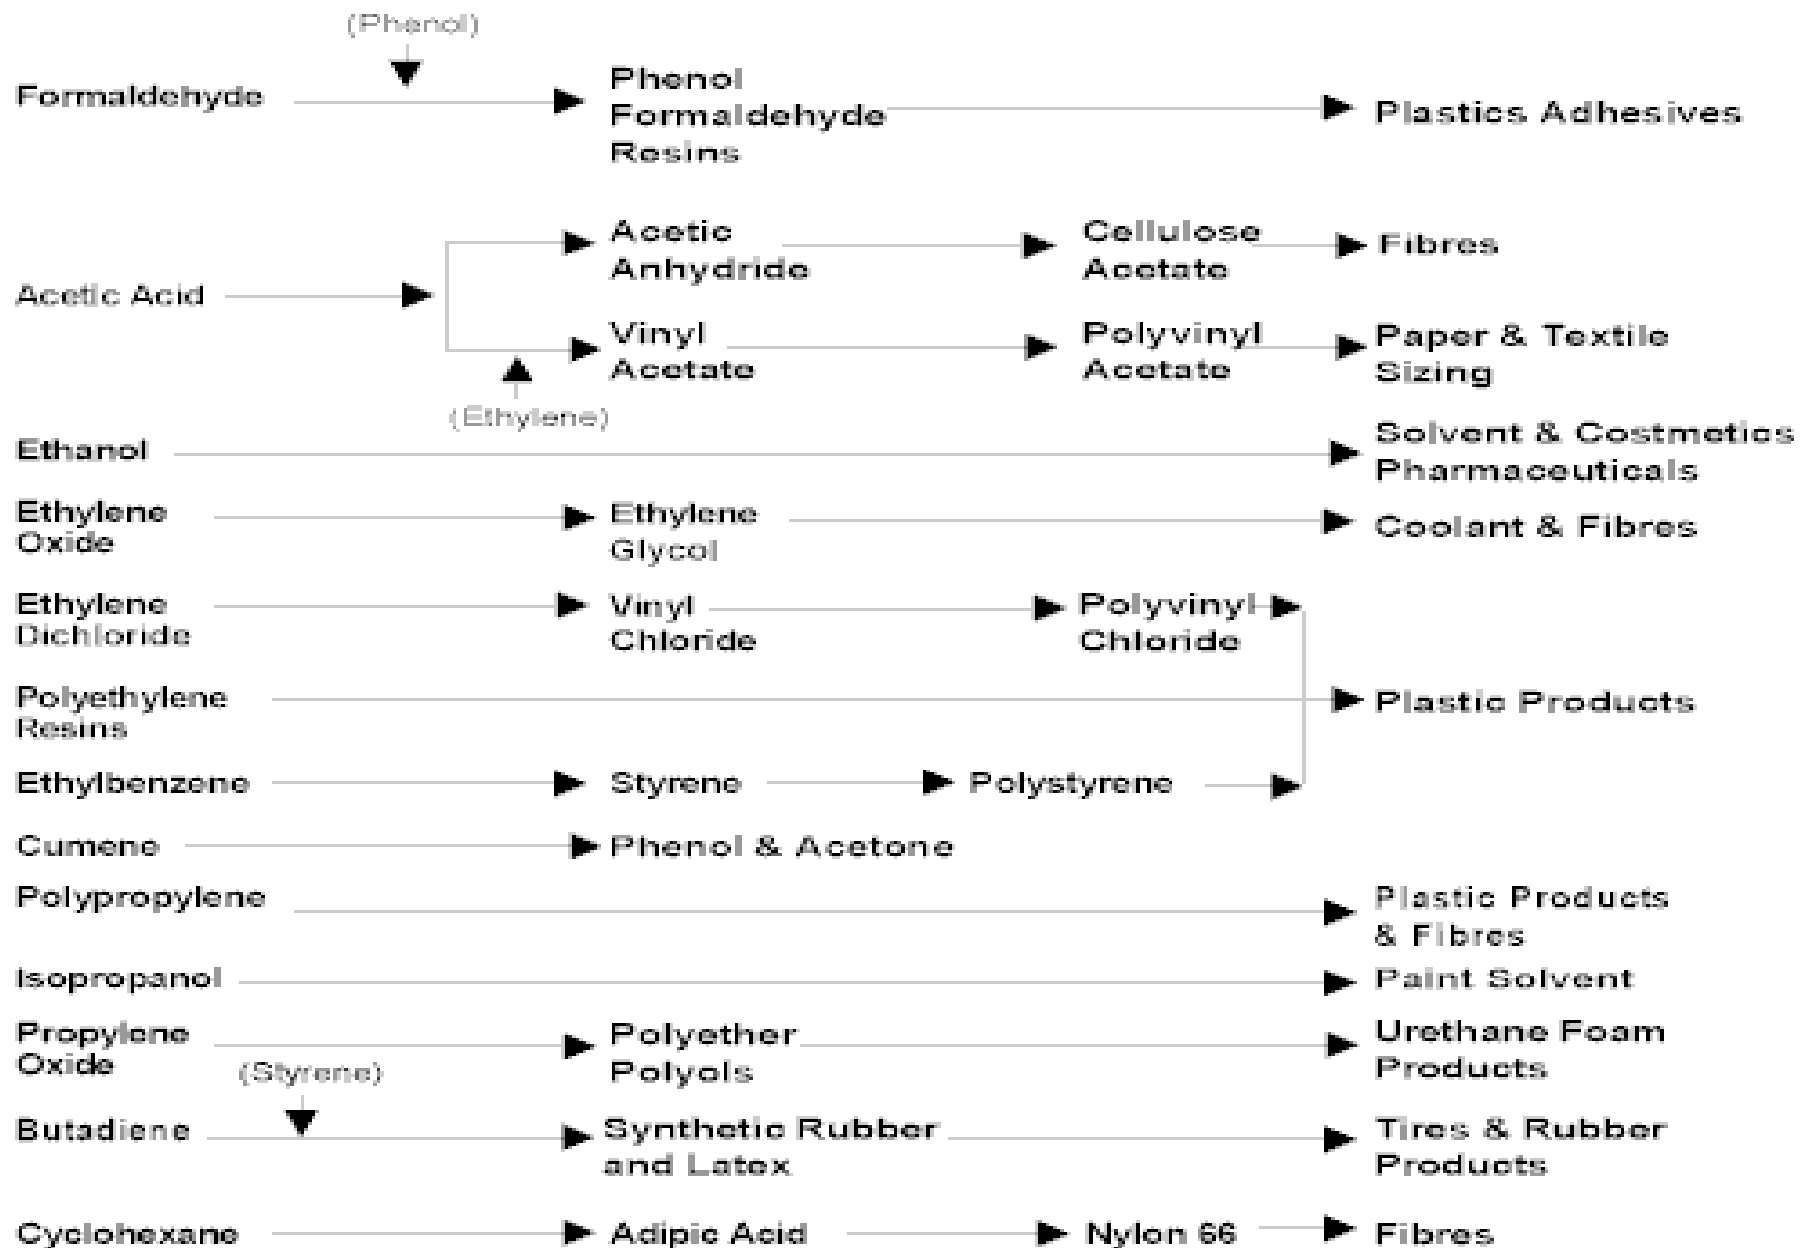 (Phenol)
Formaldehyde
Phenol
Formaldehyde
Resins
Plastics Adhesives
Acetic Acid
Acetic
Anhydride
Cellulose
Acetate
Fibres
Vinyl
Acetate
Polyvinyl
Acetate
Paper & Textile
Sizing
(Ethylene)
Ethanol
Solvent & Costmetics
Pharmaceuticals
Ethylene
Oxide
Ethylene
Glycol
Coolant & Fibres
Ethylene
Dichloride
Vinyl
Chloride
Polyvinyl
Chloride
Polyethylene
Resins
Plastic Products
Ethylbenzene
Styrene
Polystyrene
Cumene
Phenol & Acetone
Polypropylene
Plastic Products
& Fibres
Isopropanol
Paint Solvent
Propylene
Oxide
Polyether
Polyols
Urethane Foam
Products
(Styrene)
Butadiene
Synthetic Rubber
and Latex
Tires & Rubber
Products
Cyclohexane
Adipic Acid
Nylon 66
Fibres